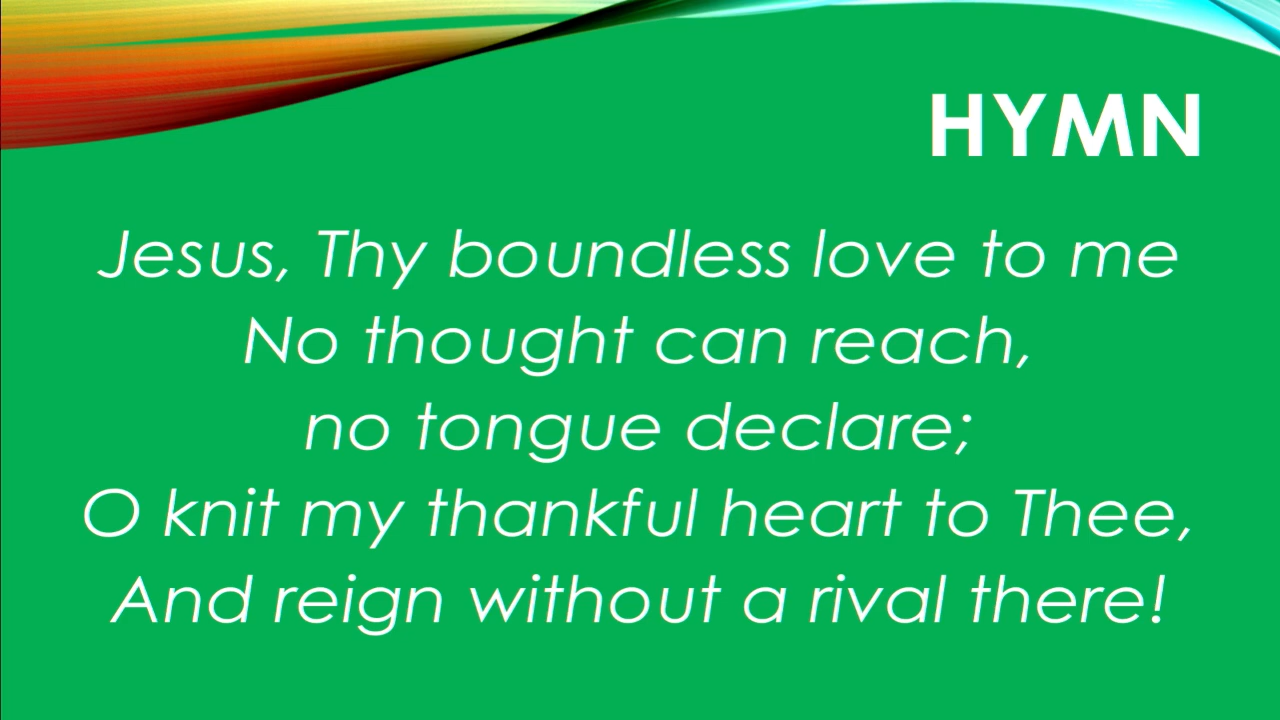 HYMN
Jesus, Thy boundless love to me
No thought can reach,
no tongue declare;
O knit my thankful heart to Thee,
And reign without a rival there!